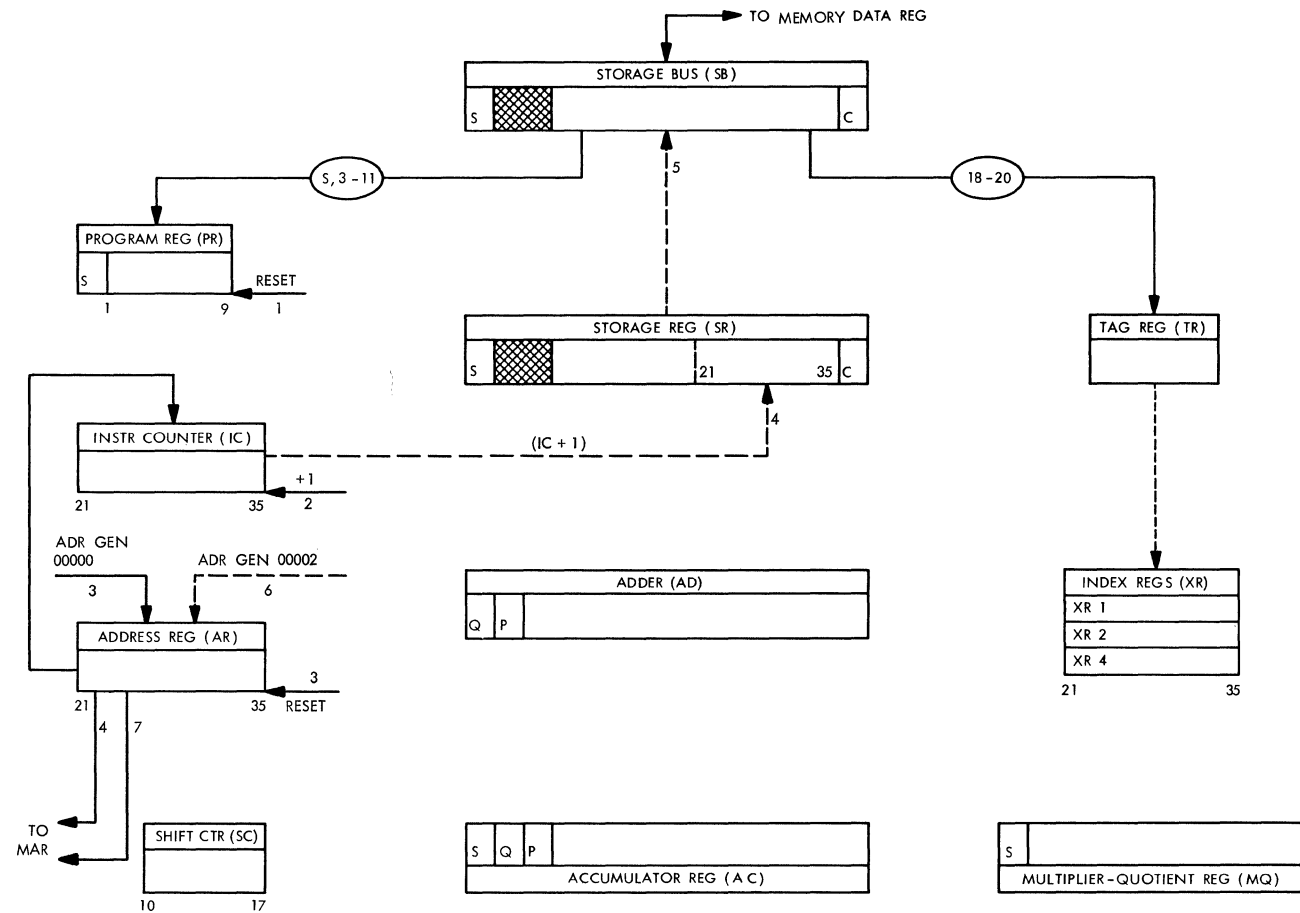 TO MEMORY DATA REG
STORAGE BUS (SB)
S
C
S, 3-11
5
18-20
PROGRAM REG (PR)
S
RESET
1
9
1
STORAGE REG (SR)
S
21
35
C
TAG REG (TR)
4
INSTR COUNTER (IC)
(IC + 1)
+1
21
35
2
ADR GEN
00000
3
ADR GEN 00002
6
ADDER (AD)
Q
P
INDEX REGS (XR)
XR 1
XR 2
XR 4
21
35
ADDRESS REG (AR)
3
21
35
RESET
4
7
TO
MAR
SHIFT CTR (SC)
10
17
S
Q
P
ACCUMULATOR REG (AC)
S
MULTIPLIER-QUOTIENT REG (MQ)